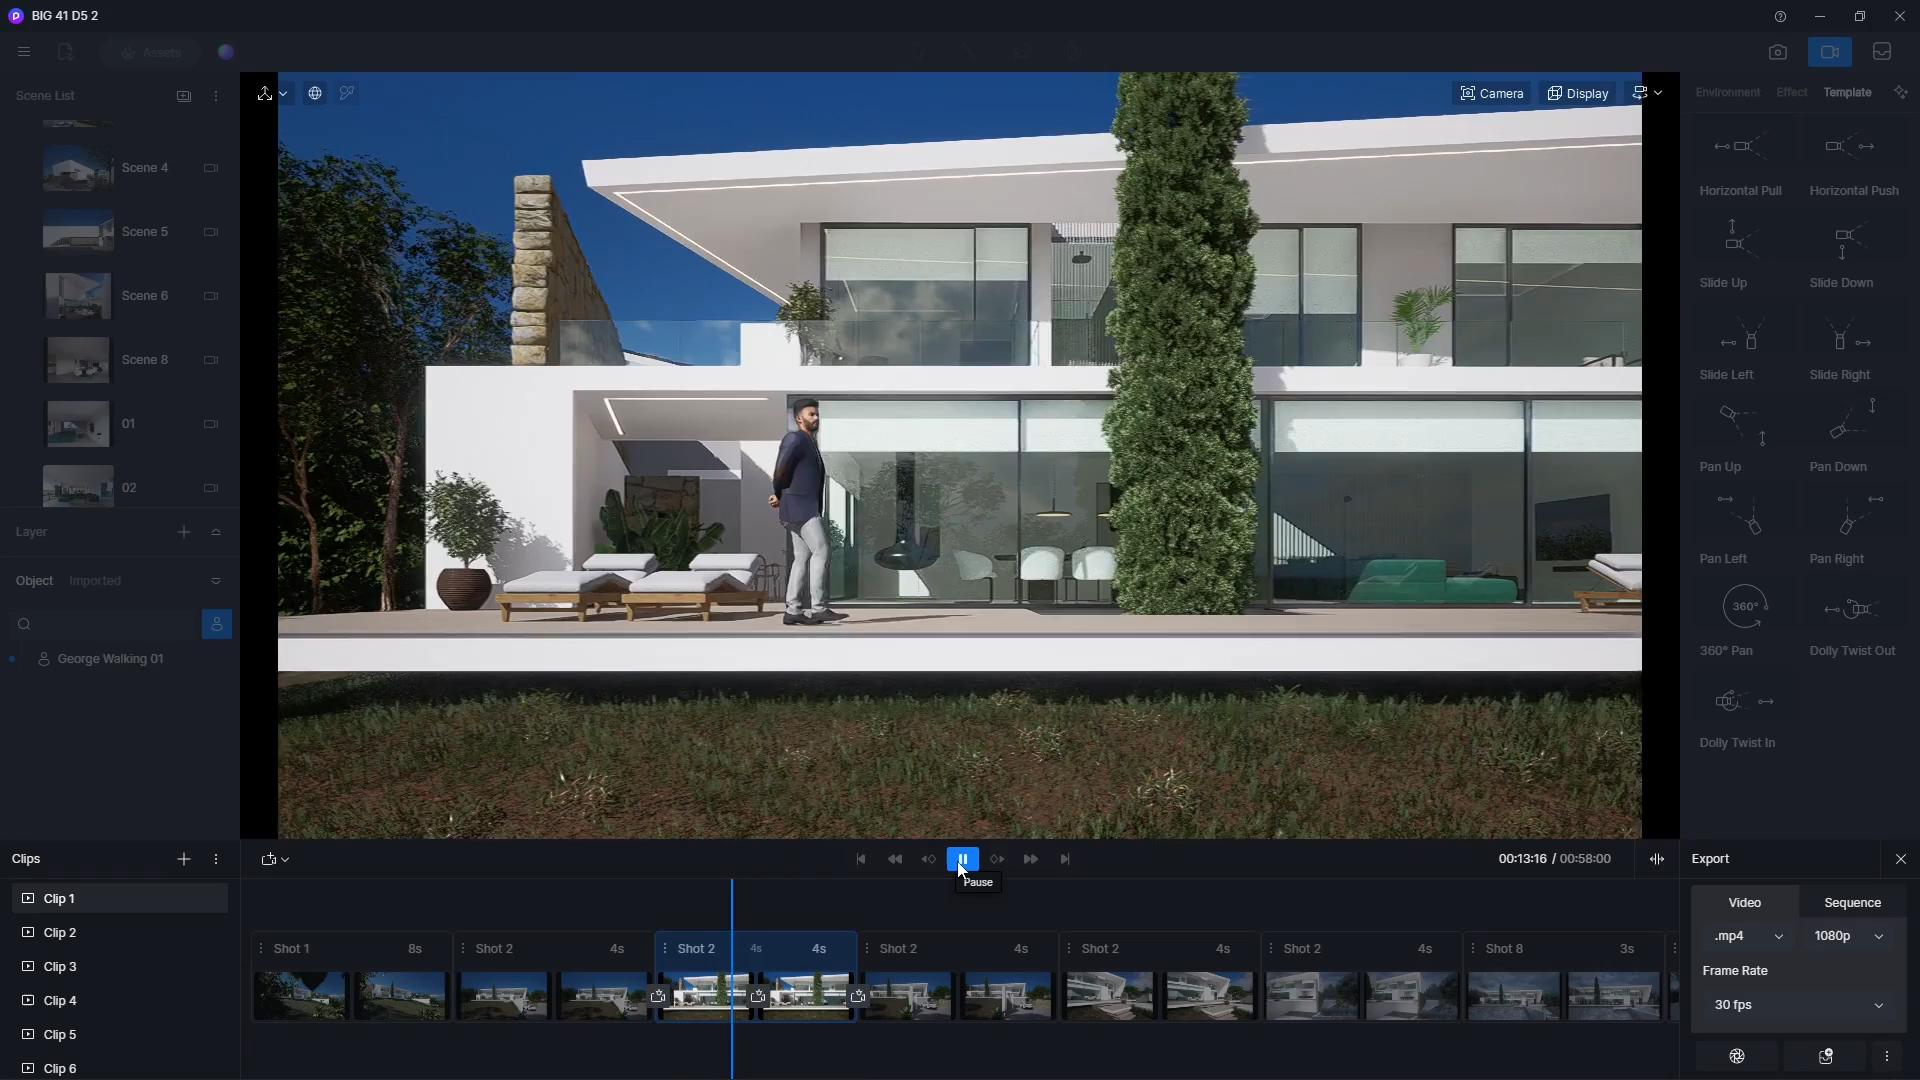 BIG 41 D5 2
Assets
Scene List
Scene 4
Scene 5
Scene 6
Scene 8
01
02
Layer
Object Imported
George Walking 01
Camera
Display
Environment Effect Template
Horizontal Pull Horizontal Push
Slide Up Slide Down
Slide Left Slide Right
Pan Up Pan Down
Pan Left Pan Right
360°
360° Pan Dolly Twist Out
Dolly Twist In
Clips
Clip 1
Clip 2
Clip 3
Clip 4
Clip 5
Clip 6
Pause
00:13:16 / 00:58:00
Shot 1 8s
Shot 2 4s
Shot 2 4s 4s
Shot 2 4s
Shot 2 4s
Shot 2 4s
Shot 8 3s
Export
Video Sequence
.mp4 1080p
Frame Rate
30 fps